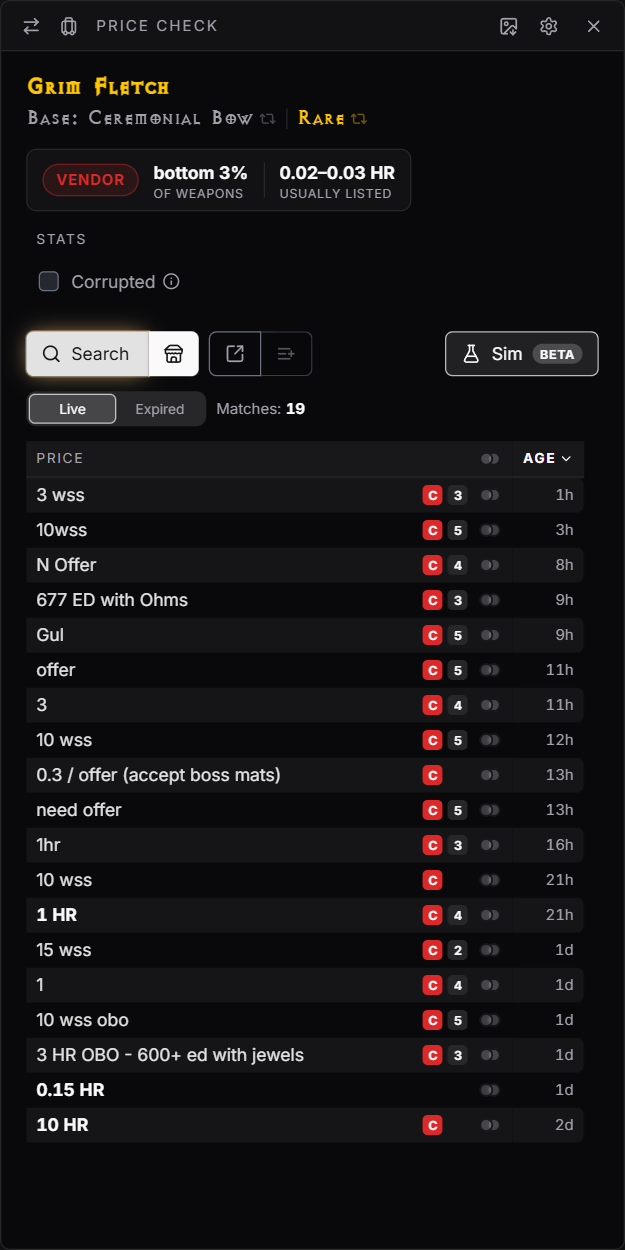 PRICE CHECK
Grim Fletch
Base: Ceremonial Bow Rare
VENDOR bottom 3% OF WEAPONS 0.02–0.03 HR USUALLY LISTED
STATS
Corrupted
Search Sim BETA
Live Expired Matches: 19
PRICE AGE
3 wss C 3 1h
10wss C 5 3h
N Offer C 4 8h
677 ED with Ohms C 3 9h
Gul C 5 9h
offer C 5 11h
3 C 4 11h
10 wss C 5 12h
0.3 / offer (accept boss mats) C 13h
need offer C 5 13h
1hr C 3 16h
10 wss C 21h
1 HR C 4 21h
15 wss C 2 1d
1 C 4 1d
10 wss obo C 5 1d
3 HR OBO - 600+ ed with jewels C 3 1d
0.15 HR 1d
10 HR C 2d